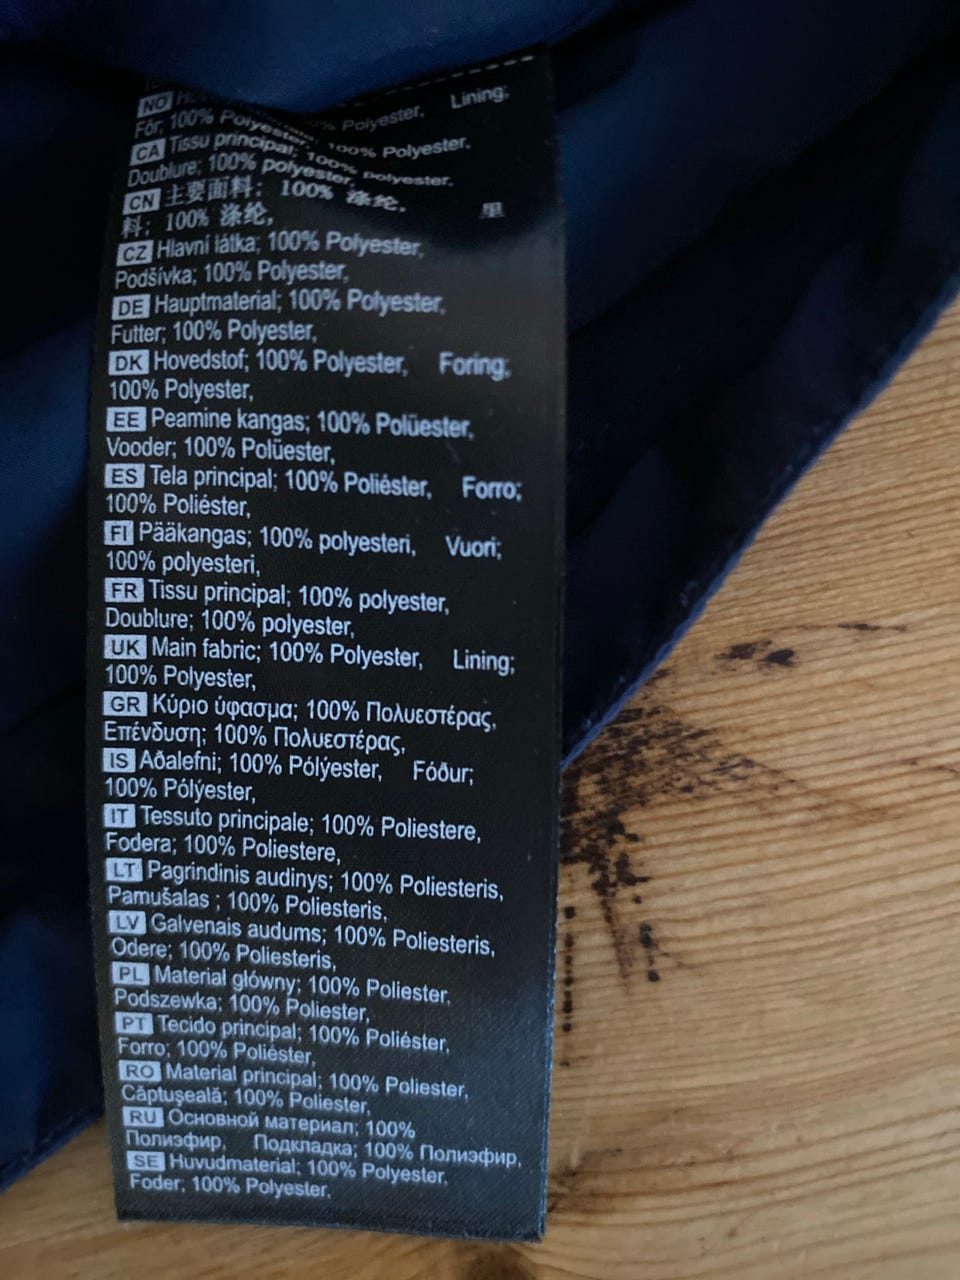 NO Polyester, Lining;
Fór; 100% Polyester, 100% Polyester,
CA Tissu principal; 100% polyester,
Doublure; 100% polyester,
CN 主要面料; 100% 涤纶, 里
料; 100% 涤纶,
CZ Hlavní látka; 100% Polyester,
Podšívka; 100% Polyester,
DE Hauptmaterial; 100% Polyester,
Futter; 100% Polyester,
DK Hovedstof; 100% Polyester, Foring;
100% Polyester,
EE Peamine kangas; 100% Polüester,
Vooder; 100% Polüester,
ES Tela principal; 100% Poliéster, Forro;
100% Poliéster,
FI Pääkangas; 100% polyesteri, Vuori;
100% polyesteri,
FR Tissu principal; 100% polyester,
Doublure; 100% polyester,
UK Main fabric; 100% Polyester, Lining;
100% Polyester,
GR Κύριο ύφασμα; 100% Πολυεστέρας,
Επένδυση; 100% Πολυεστέρας,
IS Aðalefni; 100% Pólýester, Fóður;
100% Pólýester,
IT Tessuto principale; 100% Poliestere,
Fodera; 100% Poliestere,
LT Pagrindinis audinys; 100% Poliesteris,
Pamušalas ; 100% Poliesteris,
LV Galvenais audums; 100% Poliesteris,
Odere; 100% Poliesteris,
PL Materiał główny; 100% Poliester,
Podszewka; 100% Poliester,
PT Tecido principal; 100% Poliéster,
Forro; 100% Poliéster,
RO Material principal; 100% Poliester,
Căptuşeală; 100% Poliester,
RU Основной материал; 100%
Полиэфир, Подкладка; 100% Полиэфир,
SE Huvudmaterial; 100% Polyester,
Foder; 100% Polyester,